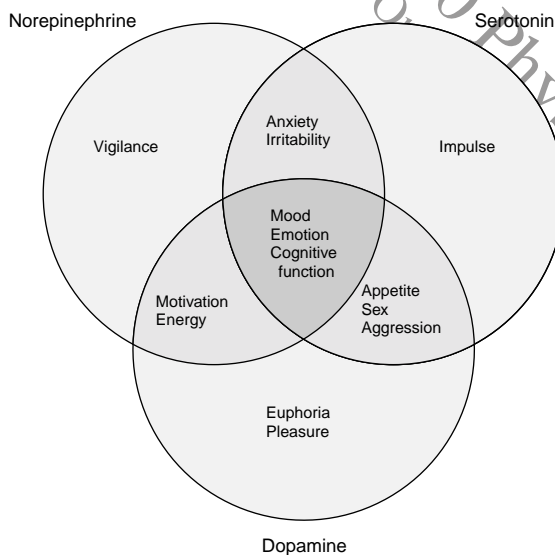 Norepinephrine
Serotonin
Anxiety
Irritability
Vigilance
Impulse
Mood
Emotion
Cognitive
function
Motivation
Energy
Appetite
Sex
Aggression
Euphoria
Pleasure
Dopamine